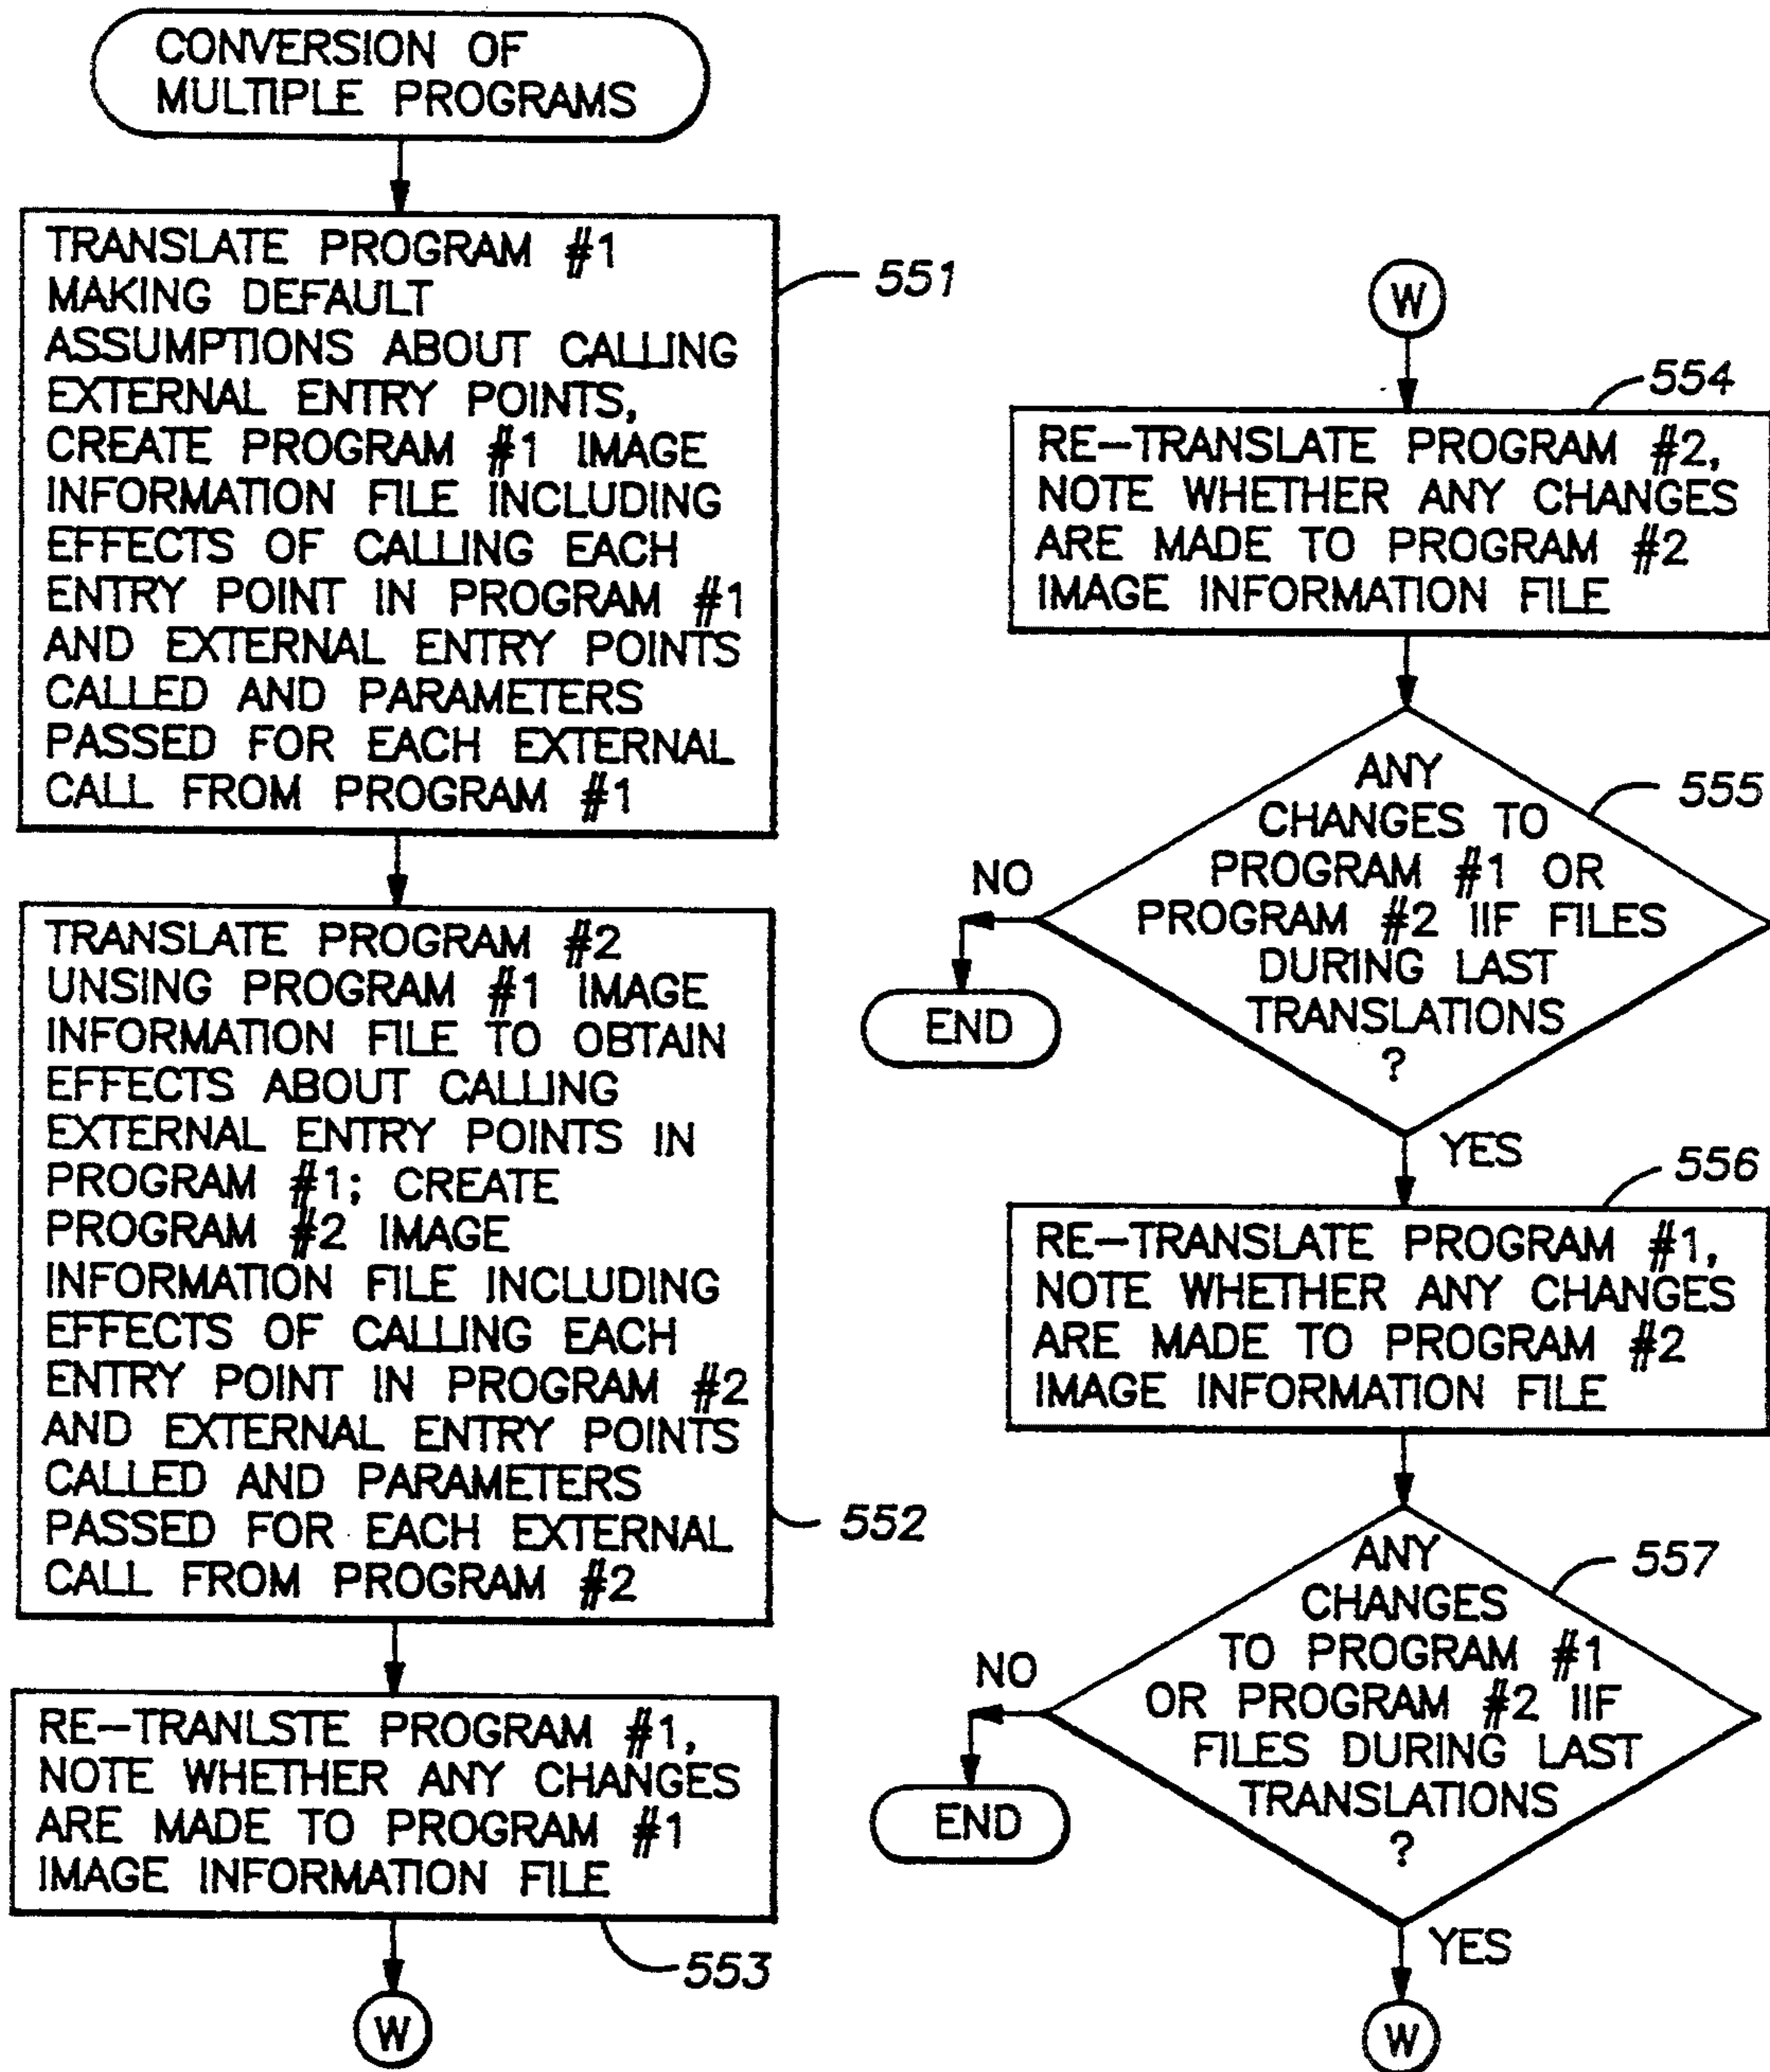 CONVERSION OF
MULTIPLE PROGRAMS
TRANSLATE PROGRAM #1
MAKING DEFAULT
ASSUMPTIONS ABOUT CALLING
EXTERNAL ENTRY POINTS,
CREATE PROGRAM #1 IMAGE
INFORMATION FILE INCLUDING
EFFECTS OF CALLING EACH
ENTRY POINT IN PROGRAM #1
AND EXTERNAL ENTRY POINTS
CALLED AND PARAMETERS
PASSED FOR EACH EXTERNAL
CALL FROM PROGRAM #1
551
TRANSLATE PROGRAM #2
UNSING PROGRAM #1 IMAGE
INFORMATION FILE TO OBTAIN
EFFECTS ABOUT CALLING
EXTERNAL ENTRY POINTS IN
PROGRAM #1; CREATE
PROGRAM #2 IMAGE
INFORMATION FILE INCLUDING
EFFECTS OF CALLING EACH
ENTRY POINT IN PROGRAM #2
AND EXTERNAL ENTRY POINTS
CALLED AND PARAMETERS
PASSED FOR EACH EXTERNAL
CALL FROM PROGRAM #2
552
RE-TRANLSTE PROGRAM #1,
NOTE WHETHER ANY CHANGES
ARE MADE TO PROGRAM #1
IMAGE INFORMATION FILE
553
W
W
554
RE-TRANSLATE PROGRAM #2,
NOTE WHETHER ANY CHANGES
ARE MADE TO PROGRAM #2
IMAGE INFORMATION FILE
ANY
CHANGES TO
PROGRAM #1 OR
PROGRAM #2 IIF FILES
DURING LAST
TRANSLATIONS
?
555
NO
END
YES
556
RE-TRANSLATE PROGRAM #1,
NOTE WHETHER ANY CHANGES
ARE MADE TO PROGRAM #2
IMAGE INFORMATION FILE
ANY
CHANGES
TO PROGRAM #1
OR PROGRAM #2 IIF
FILES DURING LAST
TRANSLATIONS
?
557
NO
END
YES
W